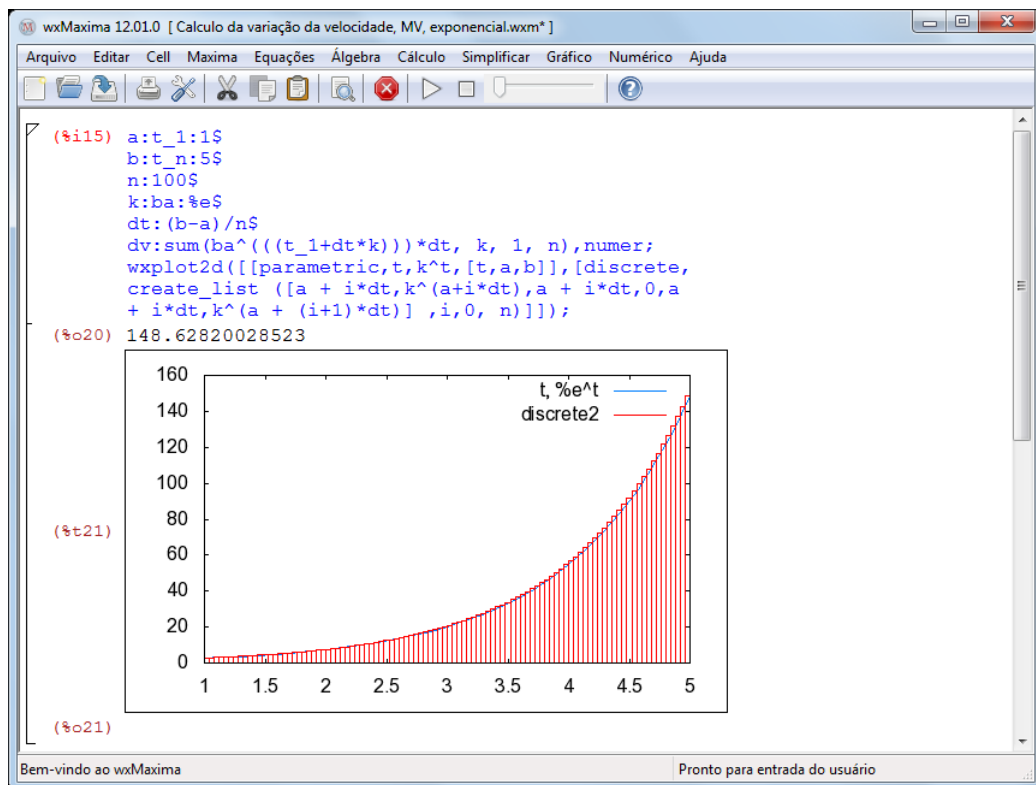 wxMaxima 12.01.0 [ Calculo da variação da velocidade, MV, exponencial.wxm* ]
Arquivo Editar Cell Maxima Equações Álgebra Cálculo Simplificar Gráfico Numérico Ajuda
(%i15) a:t_1:1$
b:t_n:5$
n:100$
k:ba:%e$
dt:(b-a)/n$
dv:sum(ba^(((t_1+dt*k)))*dt, k, 1, n),numer;
wxplot2d([[parametric,t,k^t,[t,a,b]],[discrete,
create_list ([a + i*dt,k^(a+i*dt),a + i*dt,0,a
+ i*dt,k^(a + (i+1)*dt)] ,i,0, n)]]);
(%o20) 148.62820028523
(%t21)
160
140
120
100
80
60
40
20
0
t, %e^t
discrete2
1 1.5 2 2.5 3 3.5 4 4.5 5
(%o21)
Bem-vindo ao wxMaxima
Pronto para entrada do usuário